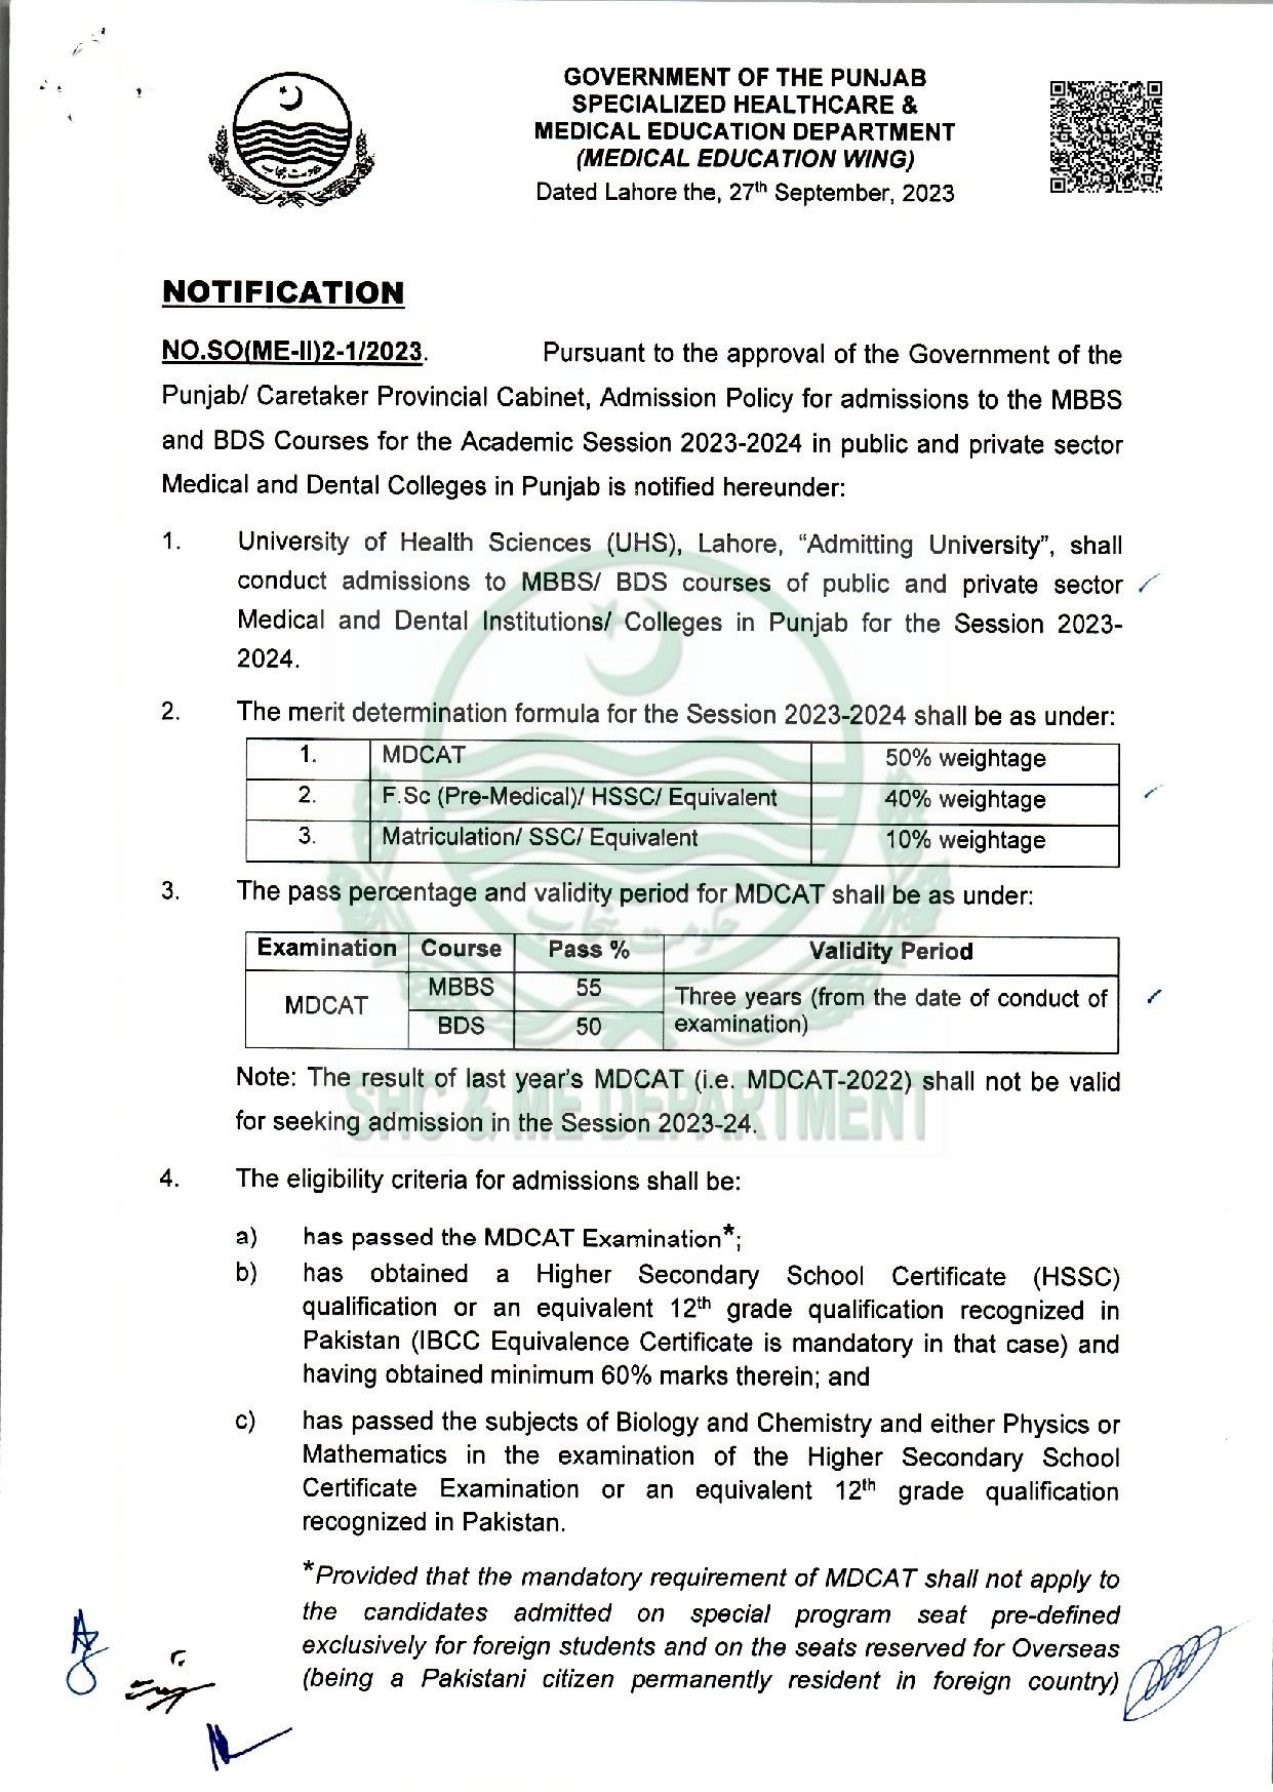 GOVERNMENT OF THE PUNJAB
SPECIALIZED HEALTHCARE &
MEDICAL EDUCATION DEPARTMENT
(MEDICAL EDUCATION WING)
Dated Lahore the, 27th September, 2023
NOTIFICATION
NO.SO(ME-II)2-1/2023. Pursuant to the approval of the Government of the
Punjab/ Caretaker Provincial Cabinet, Admission Policy for admissions to the MBBS
and BDS Courses for the Academic Session 2023-2024 in public and private sector
Medical and Dental Colleges in Punjab is notified hereunder:
1. University of Health Sciences (UHS), Lahore, “Admitting University”, shall
conduct admissions to MBBS/ BDS courses of public and private sector
Medical and Dental Institutions/ Colleges in Punjab for the Session 2023-
2024.
2. The merit determination formula for the Session 2023-2024 shall be as under:
1. MDCAT 50% weightage
2. F.Sc (Pre-Medical)/ HSSC/ Equivalent 40% weightage
3. Matriculation/ SSC/ Equivalent 10% weightage
3. The pass percentage and validity period for MDCAT shall be as under:
Examination Course Pass % Validity Period
MDCAT MBBS 55 Three years (from the date of conduct of
BDS 50 examination)
Note: The result of last year's MDCAT (i.e. MDCAT-2022) shall not be valid
for seeking admission in the Session 2023-24.
SHC & ME DEPARTMENT
4. The eligibility criteria for admissions shall be:
a) has passed the MDCAT Examination*;
b) has obtained a Higher Secondary School Certificate (HSSC)
qualification or an equivalent 12th grade qualification recognized in
Pakistan (IBCC Equivalence Certificate is mandatory in that case) and
having obtained minimum 60% marks therein; and
c) has passed the subjects of Biology and Chemistry and either Physics or
Mathematics in the examination of the Higher Secondary School
Certificate Examination or an equivalent 12th grade qualification
recognized in Pakistan.
*Provided that the mandatory requirement of MDCAT shall not apply to
the candidates admitted on special program seat pre-defined
exclusively for foreign students and on the seats reserved for Overseas
(being a Pakistani citizen permanently resident in foreign country)